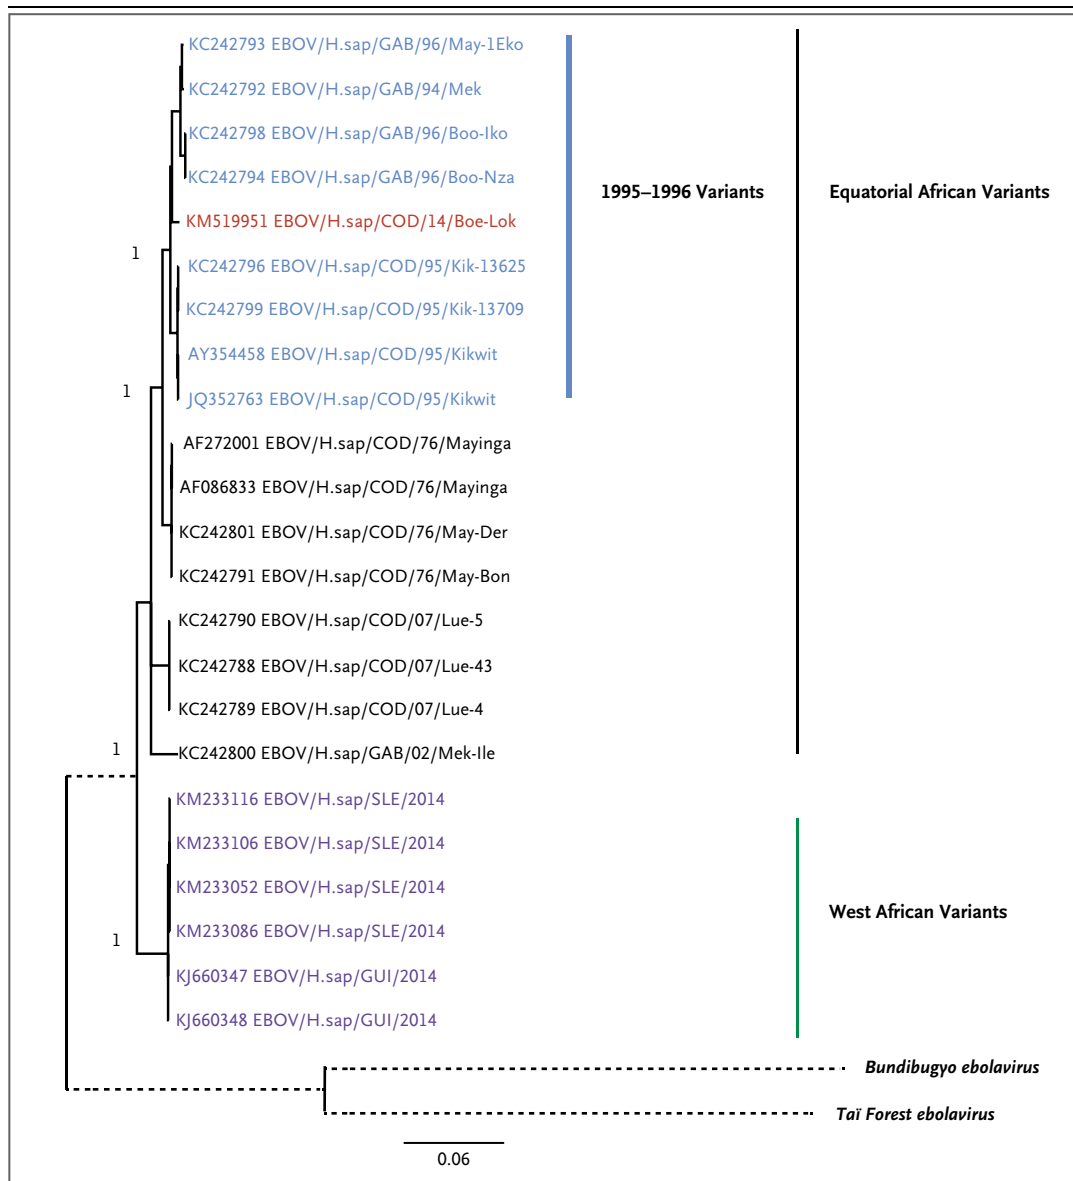 KC242793 EBOV/H.sap/GAB/96/May-1Eko
KC242792 EBOV/H.sap/GAB/94/Mek
KC242798 EBOV/H.sap/GAB/96/Boo-Iko
KC242794 EBOV/H.sap/GAB/96/Boo-Nza
1995–1996 Variants
Equatorial African Variants
KM519951 EBOV/H.sap/COD/14/Boe-Lok
1
KC242796 EBOV/H.sap/COD/95/Kik-13625
KC242799 EBOV/H.sap/COD/95/Kik-13709
AY354458 EBOV/H.sap/COD/95/Kikwit
1
JQ352763 EBOV/H.sap/COD/95/Kikwit
AF272001 EBOV/H.sap/COD/76/Mayinga
AF086833 EBOV/H.sap/COD/76/Mayinga
KC242801 EBOV/H.sap/COD/76/May-Der
KC242791 EBOV/H.sap/COD/76/May-Bon
KC242790 EBOV/H.sap/COD/07/Lue-5
KC242788 EBOV/H.sap/COD/07/Lue-43
KC242789 EBOV/H.sap/COD/07/Lue-4
1
KC242800 EBOV/H.sap/GAB/02/Mek-Ile
KM233116 EBOV/H.sap/SLE/2014
KM233106 EBOV/H.sap/SLE/2014
KM233052 EBOV/H.sap/SLE/2014
West African Variants
KM233086 EBOV/H.sap/SLE/2014
1
KJ660347 EBOV/H.sap/GUI/2014
KJ660348 EBOV/H.sap/GUI/2014
Bundibugyo ebolavirus
Taï Forest ebolavirus
0.06